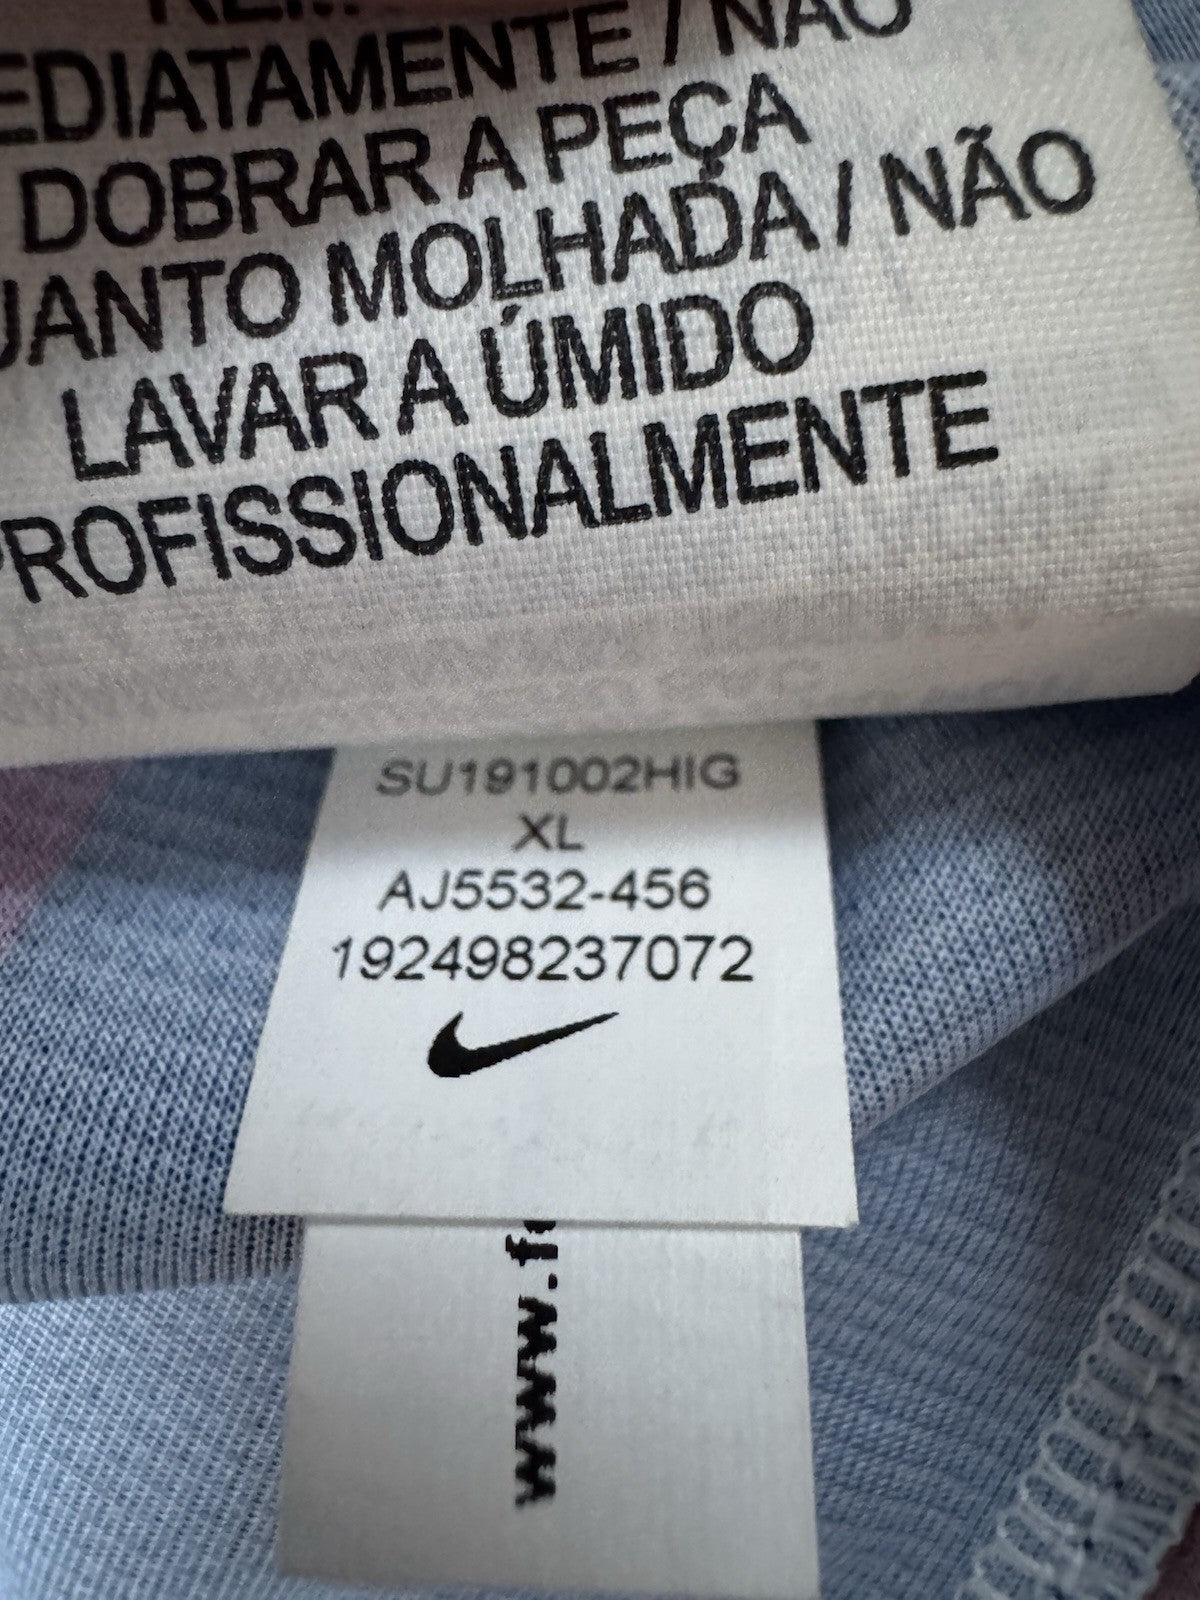 EDIATAMENTE / NÃO
DOBRAR A PEÇA
UANTO MOLHADA / NÃO
LAVAR A ÚMIDO
PROFISSIONALMENTE
SU191002HIG
XL
AJ5532-456
192498237072
www.f